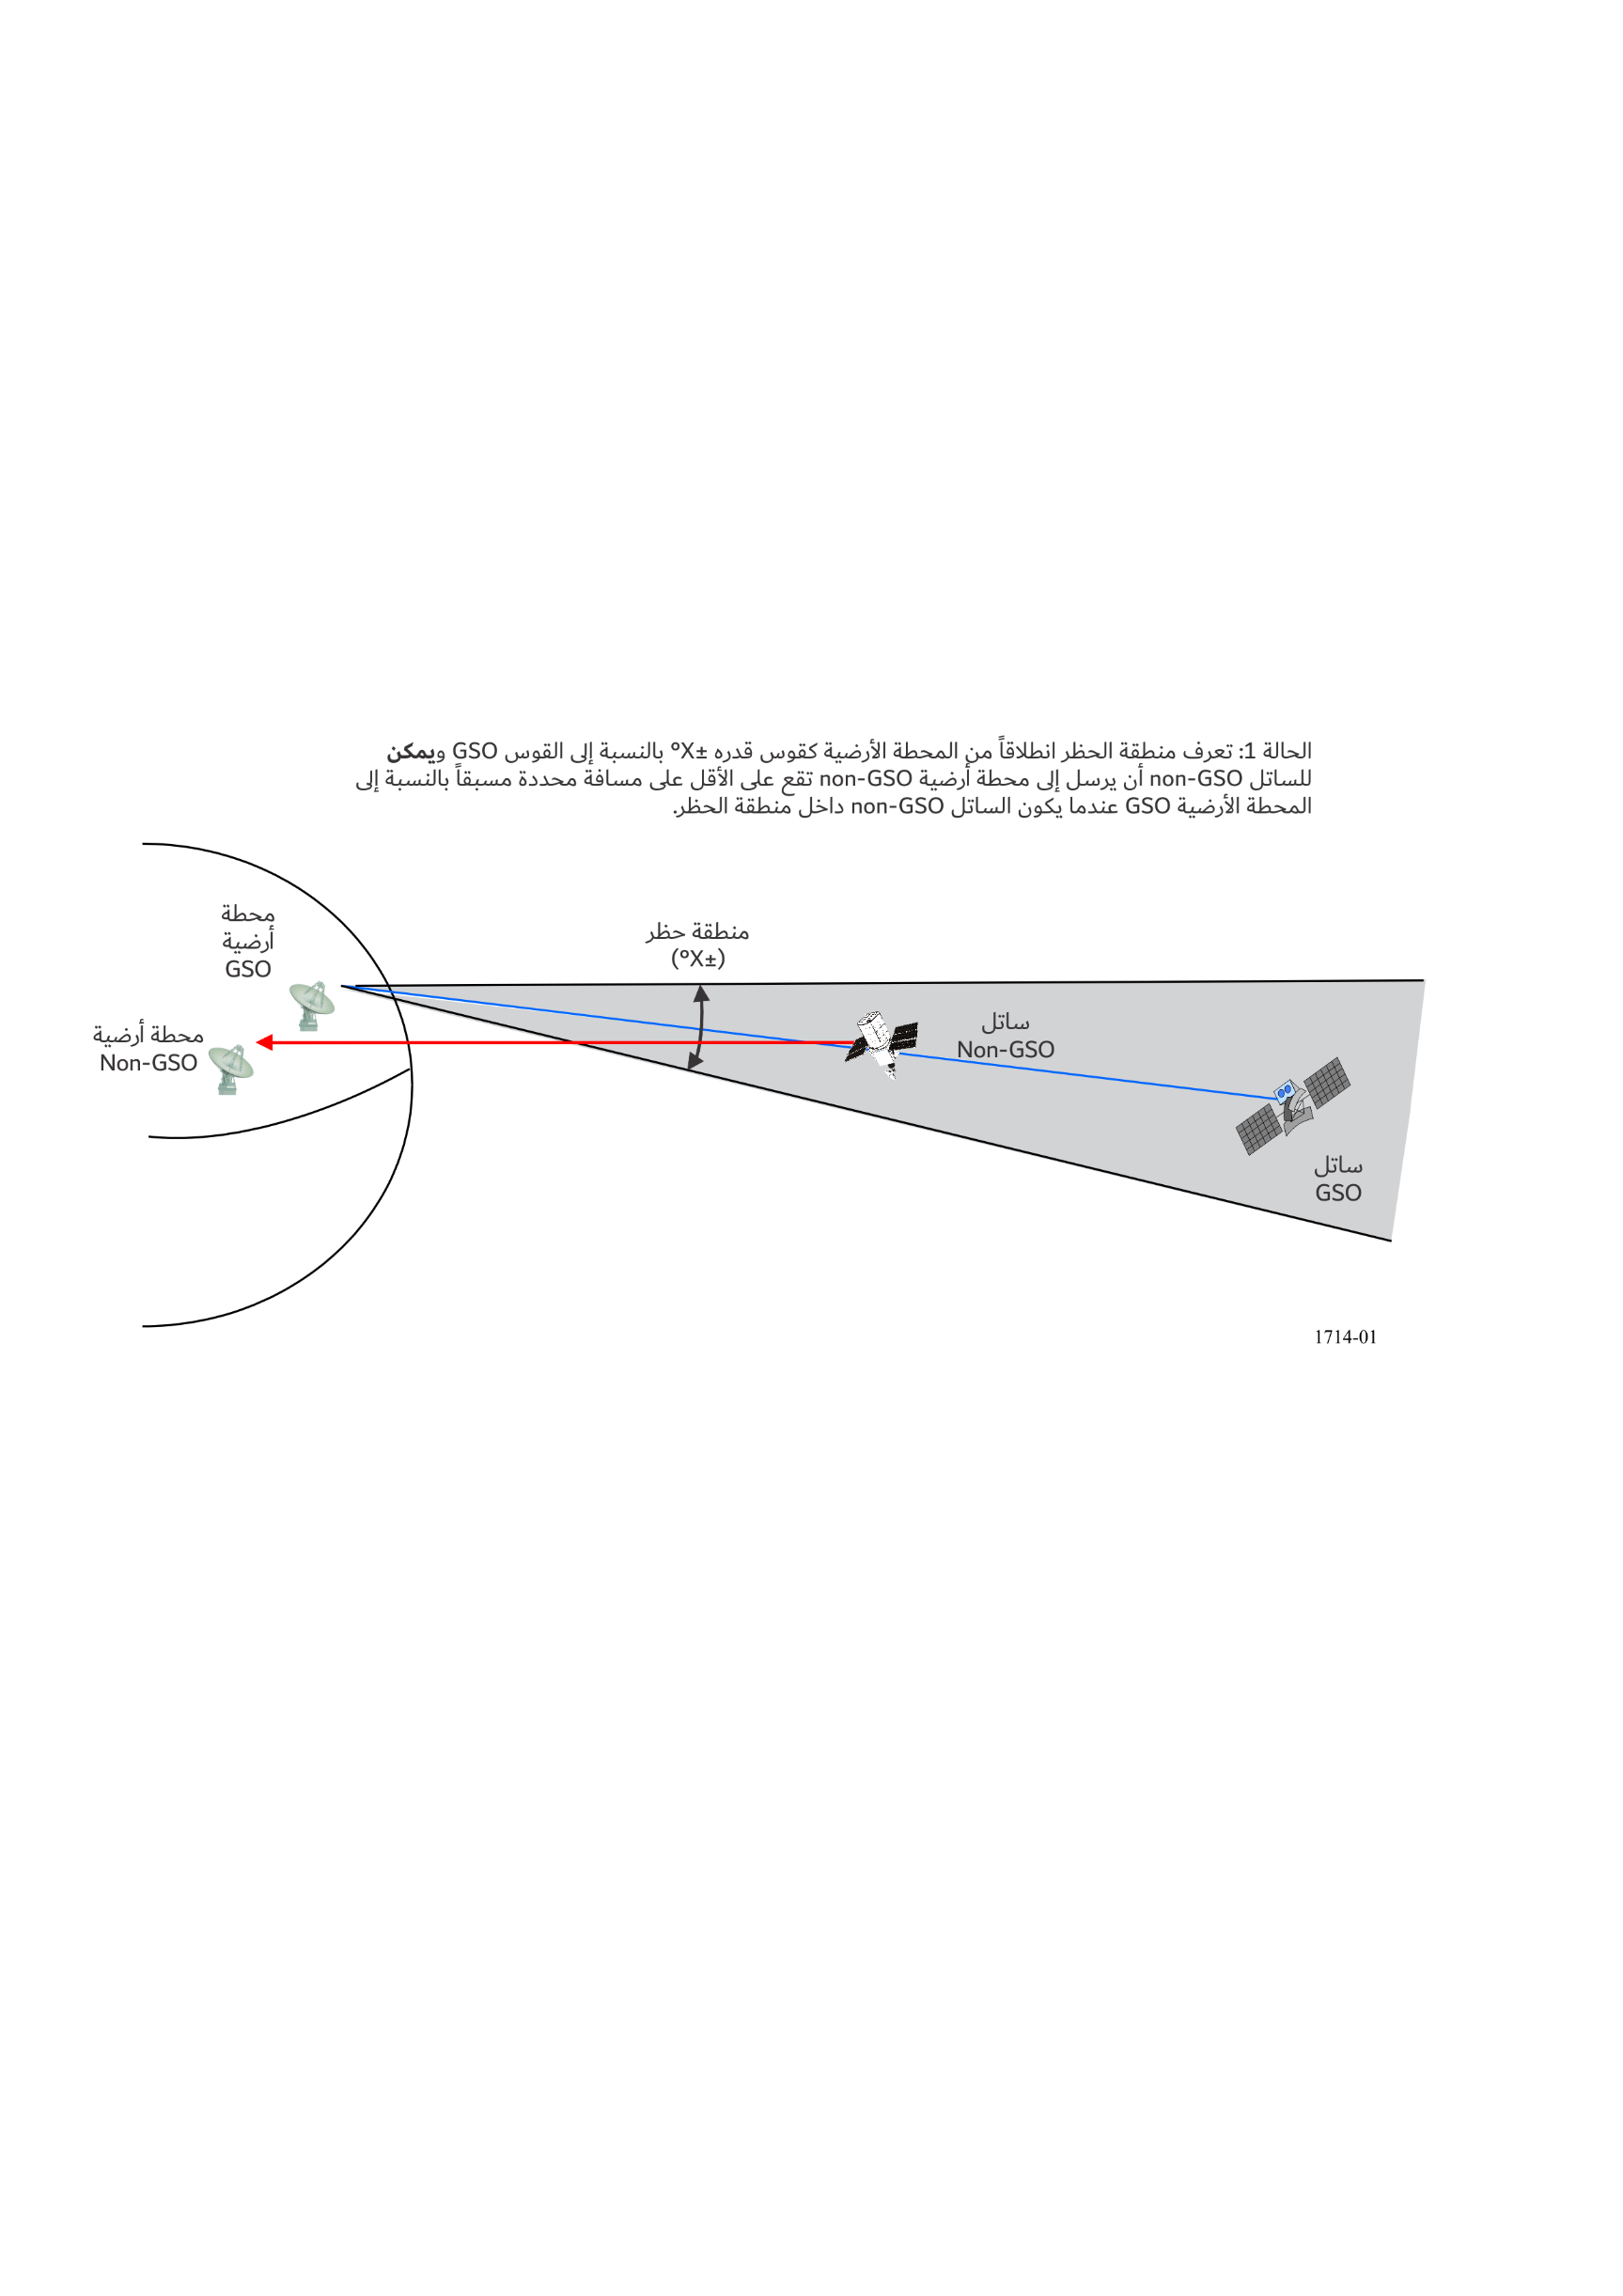 الحالة 1: تعرف منطقة الحظر انطلاقاً من المحطة الأرضية كقوس قدره ±X° بالنسبة إلى القوس GSO ويمكن
للساتل non-GSO أن يرسل إلى محطة أرضية non-GSO تقع على الأقل على مسافة محددة مسبقاً بالنسبة إلى
المحطة الأرضية GSO عندما يكون الساتل non-GSO داخل منطقة الحظر.
محطة
أرضية
GSO
منطقة حظر
(±X°)
محطة أرضية
Non-GSO
ساتل
Non-GSO
ساتل
GSO
1714-01